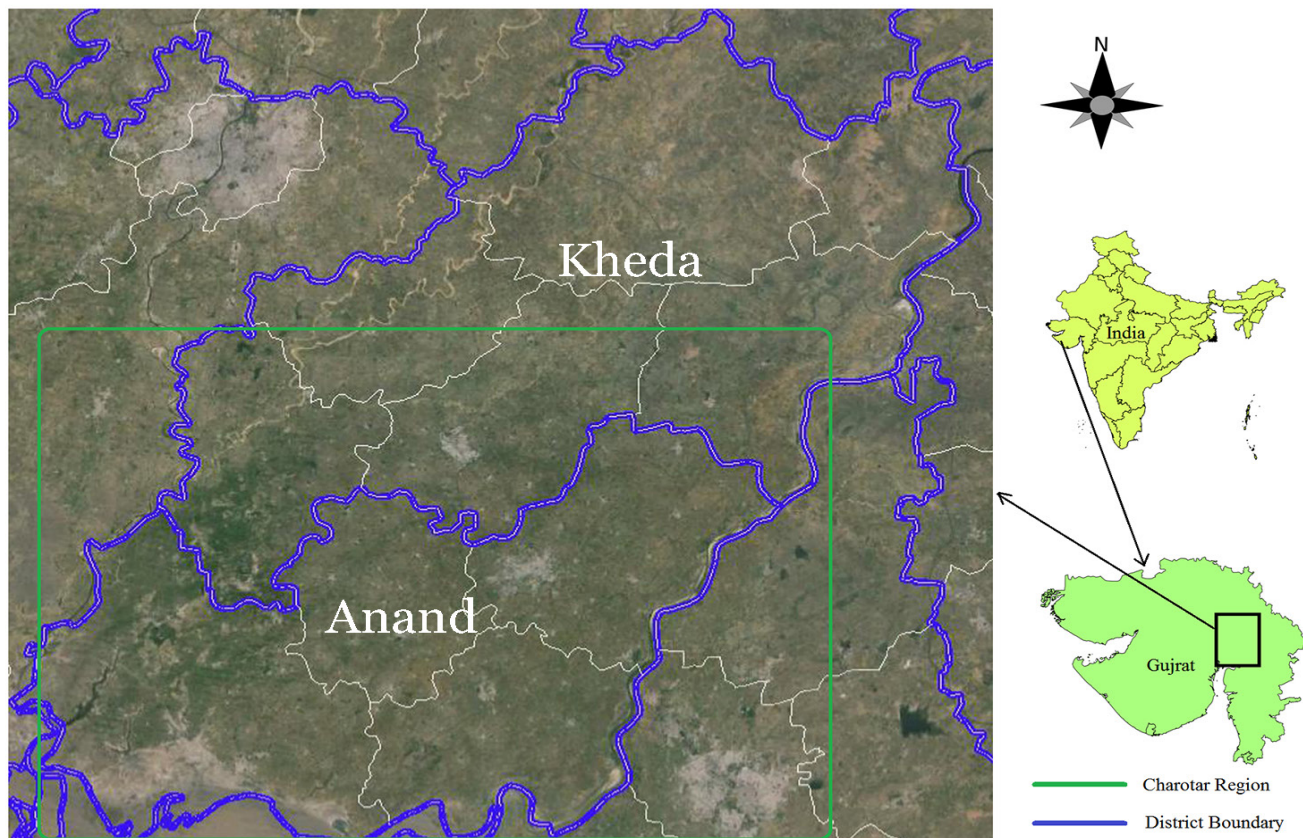 N
Kheda
India
Anand
Gujrat
Charotar Region
District Boundary